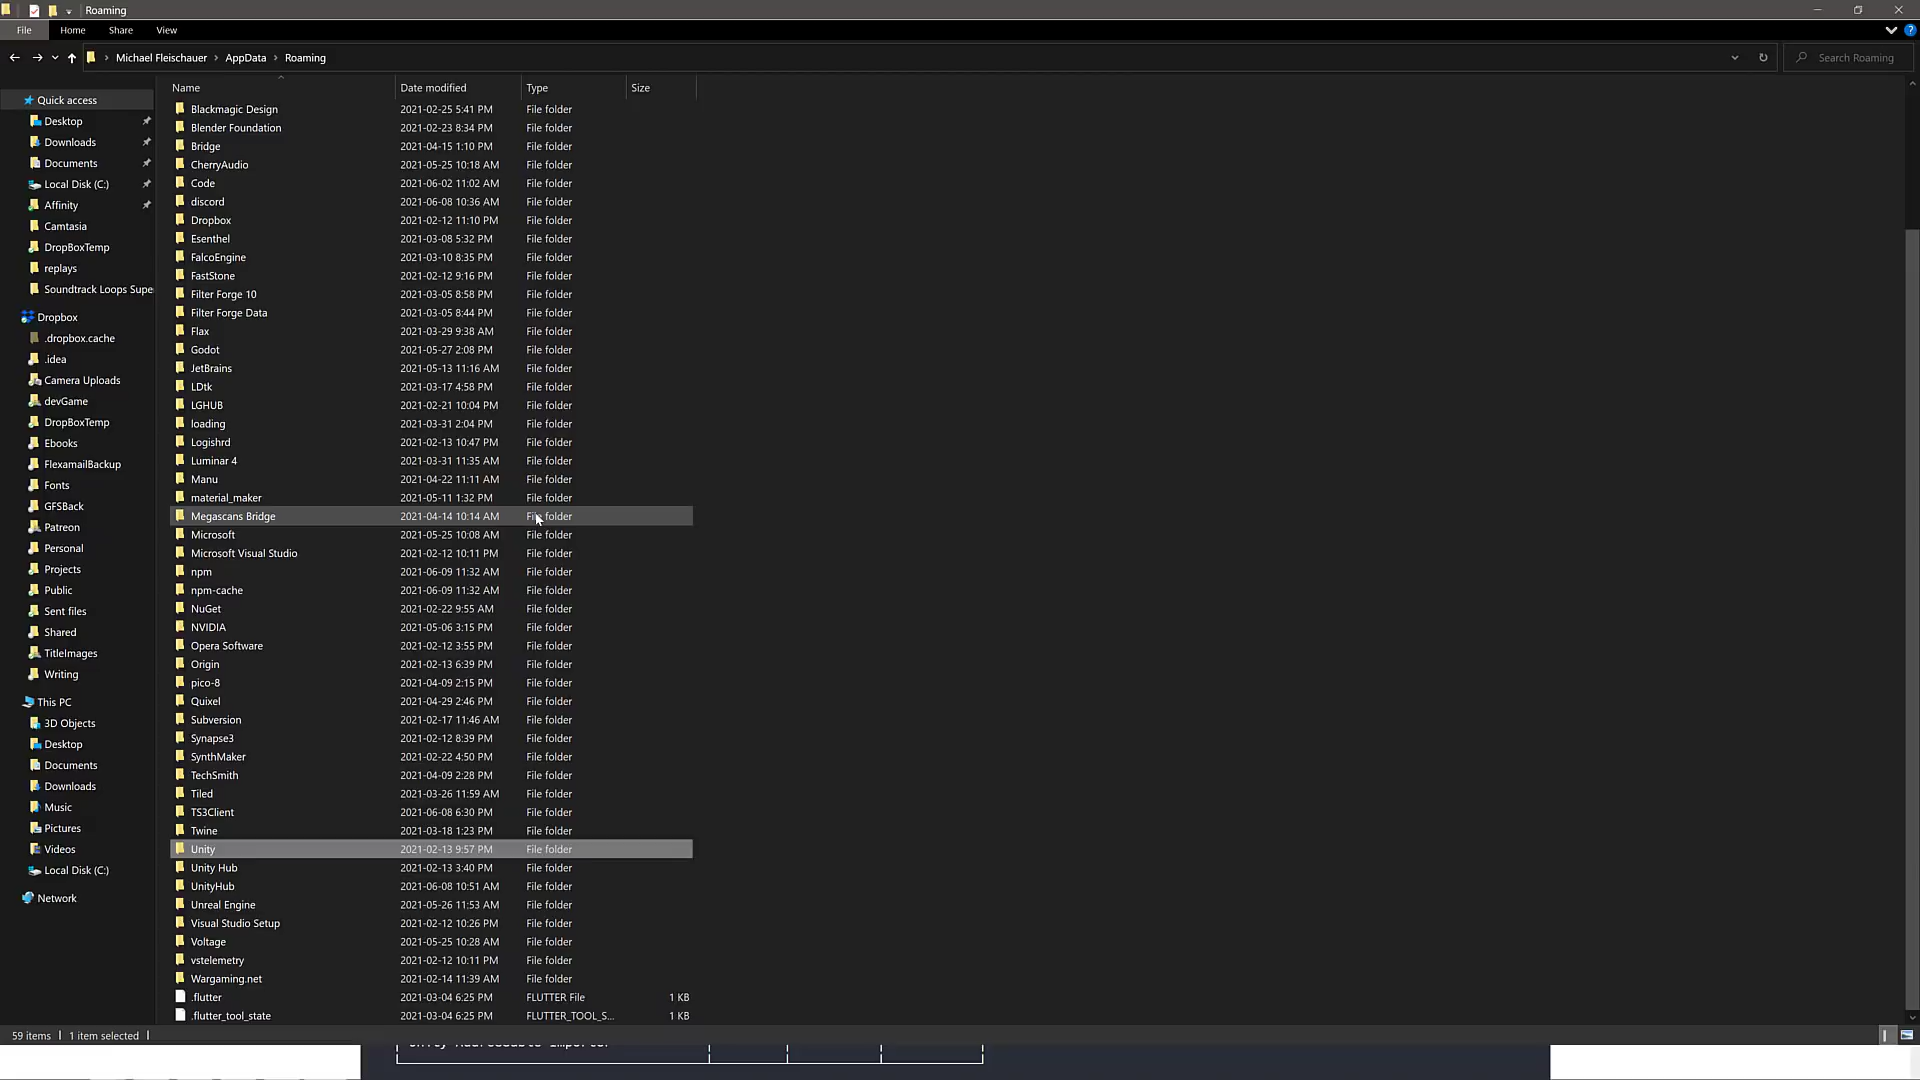 Roaming
File Home Share View
Michael Fleischauer › AppData › Roaming
Search Roaming
Name Date modified Type Size
Quick access
Desktop
Downloads
Documents
Local Disk (C:)
Affinity
Camtasia
DropBoxTemp
replays
Soundtrack Loops Supe
Dropbox
.dropbox.cache
.idea
Camera Uploads
devGame
DropBoxTemp
Ebooks
FlexamailBackup
Fonts
GFSBack
Patreon
Personal
Projects
Public
Sent files
Shared
TitleImages
Writing
This PC
3D Objects
Desktop
Documents
Downloads
Music
Pictures
Videos
Local Disk (C:)
Network
Blackmagic Design 2021-02-25 5:41 PM File folder
Blender Foundation 2021-02-23 8:34 PM File folder
Bridge 2021-04-15 1:10 PM File folder
CherryAudio 2021-05-25 10:18 AM File folder
Code 2021-06-02 11:02 AM File folder
discord 2021-06-08 10:36 AM File folder
Dropbox 2021-02-12 11:10 PM File folder
Esenthel 2021-03-08 5:32 PM File folder
FalcoEngine 2021-03-10 8:35 PM File folder
FastStone 2021-02-12 9:16 PM File folder
Filter Forge 10 2021-03-05 8:58 PM File folder
Filter Forge Data 2021-03-05 8:44 PM File folder
Flax 2021-03-29 9:38 AM File folder
Godot 2021-05-27 2:08 PM File folder
JetBrains 2021-05-13 11:16 AM File folder
LDtk 2021-03-17 4:58 PM File folder
LGHUB 2021-02-21 10:04 PM File folder
loading 2021-03-31 2:04 PM File folder
Logishrd 2021-02-13 10:47 PM File folder
Luminar 4 2021-03-31 11:35 AM File folder
Manu 2021-04-22 11:11 AM File folder
material_maker 2021-05-11 1:32 PM File folder
Megascans Bridge 2021-04-14 10:14 AM File folder
Microsoft 2021-05-25 10:08 AM File folder
Microsoft Visual Studio 2021-02-12 10:11 PM File folder
npm 2021-06-09 11:32 AM File folder
npm-cache 2021-06-09 11:32 AM File folder
NuGet 2021-02-22 9:55 AM File folder
NVIDIA 2021-05-06 3:15 PM File folder
Opera Software 2021-02-12 3:55 PM File folder
Origin 2021-02-13 6:39 PM File folder
pico-8 2021-04-09 2:15 PM File folder
Quixel 2021-04-29 2:46 PM File folder
Subversion 2021-02-17 11:46 AM File folder
Synapse3 2021-02-12 8:39 PM File folder
SynthMaker 2021-02-22 4:50 PM File folder
TechSmith 2021-04-09 2:28 PM File folder
Tiled 2021-03-26 11:59 AM File folder
TS3Client 2021-06-08 6:30 PM File folder
Twine 2021-03-18 1:23 PM File folder
Unity 2021-02-13 9:57 PM File folder
Unity Hub 2021-02-13 3:40 PM File folder
UnityHub 2021-06-08 10:51 AM File folder
Unreal Engine 2021-05-26 11:53 AM File folder
Visual Studio Setup 2021-02-12 10:26 PM File folder
Voltage 2021-05-25 10:28 AM File folder
vstelemetry 2021-02-12 10:11 PM File folder
Wargaming.net 2021-02-14 11:39 AM File folder
.flutter 2021-03-04 6:25 PM FLUTTER File 1 KB
.flutter_tool_state 2021-03-04 6:25 PM FLUTTER_TOOL_S... 1 KB
59 items 1 item selected